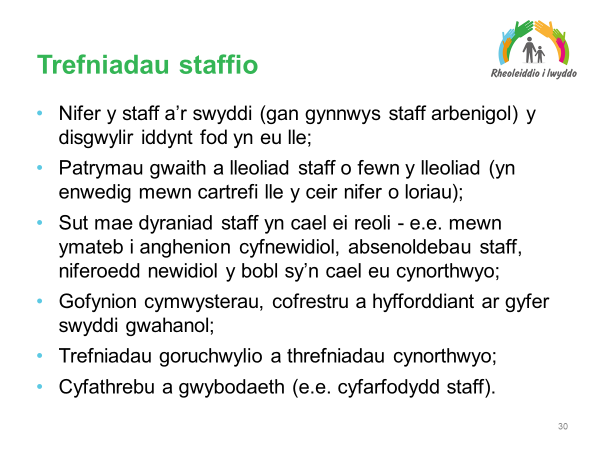 Trefniadau staffio
Rheoleiddio i lwyddo
• Nifer y staff a'r swyddi (gan gynnwys staff arbenigol) y
disgwylir iddynt fod yn eu lle;
• Patrymau gwaith a lleoliad staff o fewn y lleoliad (yn
enwedig mewn cartrefi lle y ceir nifer o loriau);
• Sut mae dyraniad staff yn cael ei reoli - e.e. mewn
ymateb i anghenion cyfnewidiol, absenoldebau staff,
niferoedd newidiol y bobl sy'n cael eu cynorthwyo;
• Gofynion cymwysterau, cofrestru a hyfforddiant ar gyfer
swyddi gwahanol;
• Trefniadau goruchwylio a threfniadau cynorthwyo;
• Cyfathrebu a gwybodaeth (e.e. cyfarfodydd staff).
30